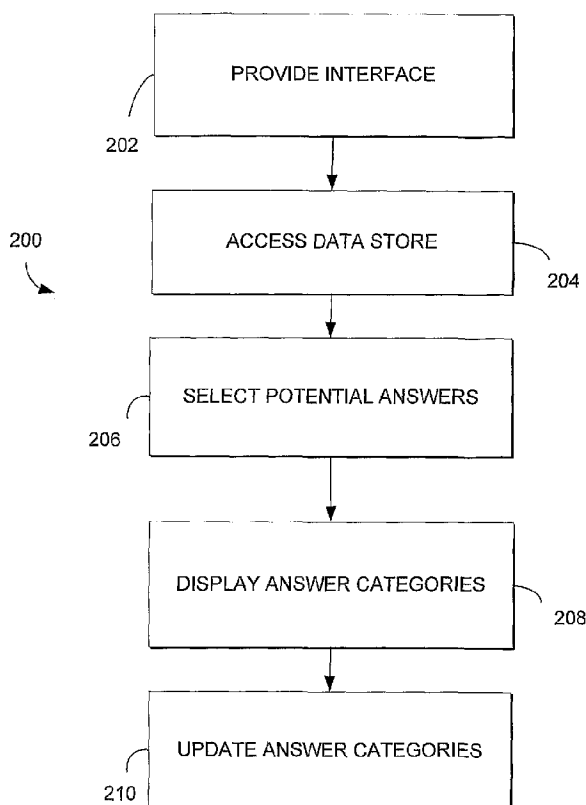 PROVIDE INTERFACE
202
ACCESS DATA STORE
200
204
SELECT POTENTIAL ANSWERS
206
DISPLAY ANSWER CATEGORIES
208
UPDATE ANSWER CATEGORIES
210